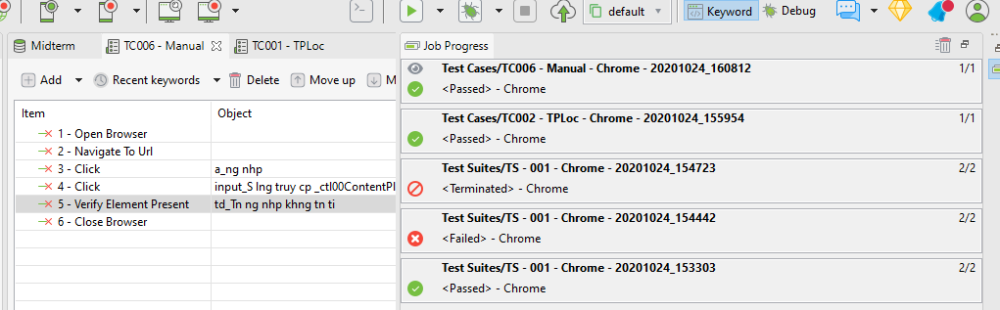 default
Keyword
Debug
Midterm
TC006 - Manual
TC001 - TPLoc
Job Progress
Add
Recent keywords
Delete
Move up
M
Item Object
1 - Open Browser
2 - Navigate To Url
3 - Click a_ng nhp
4 - Click input_S lng truy cp _ctl00ContentPl
5 - Verify Element Present td_Tn ng nhp khng tn ti
6 - Close Browser
Test Cases/TC006 - Manual - Chrome - 20201024_160812 1/1
<Passed> - Chrome
Test Cases/TC002 - TPLoc - Chrome - 20201024_155954 1/1
<Passed> - Chrome
Test Suites/TS - 001 - Chrome - 20201024_154723 2/2
<Terminated> - Chrome
Test Suites/TS - 001 - Chrome - 20201024_154442 2/2
<Failed> - Chrome
Test Suites/TS - 001 - Chrome - 20201024_153303 2/2
<Passed> - Chrome